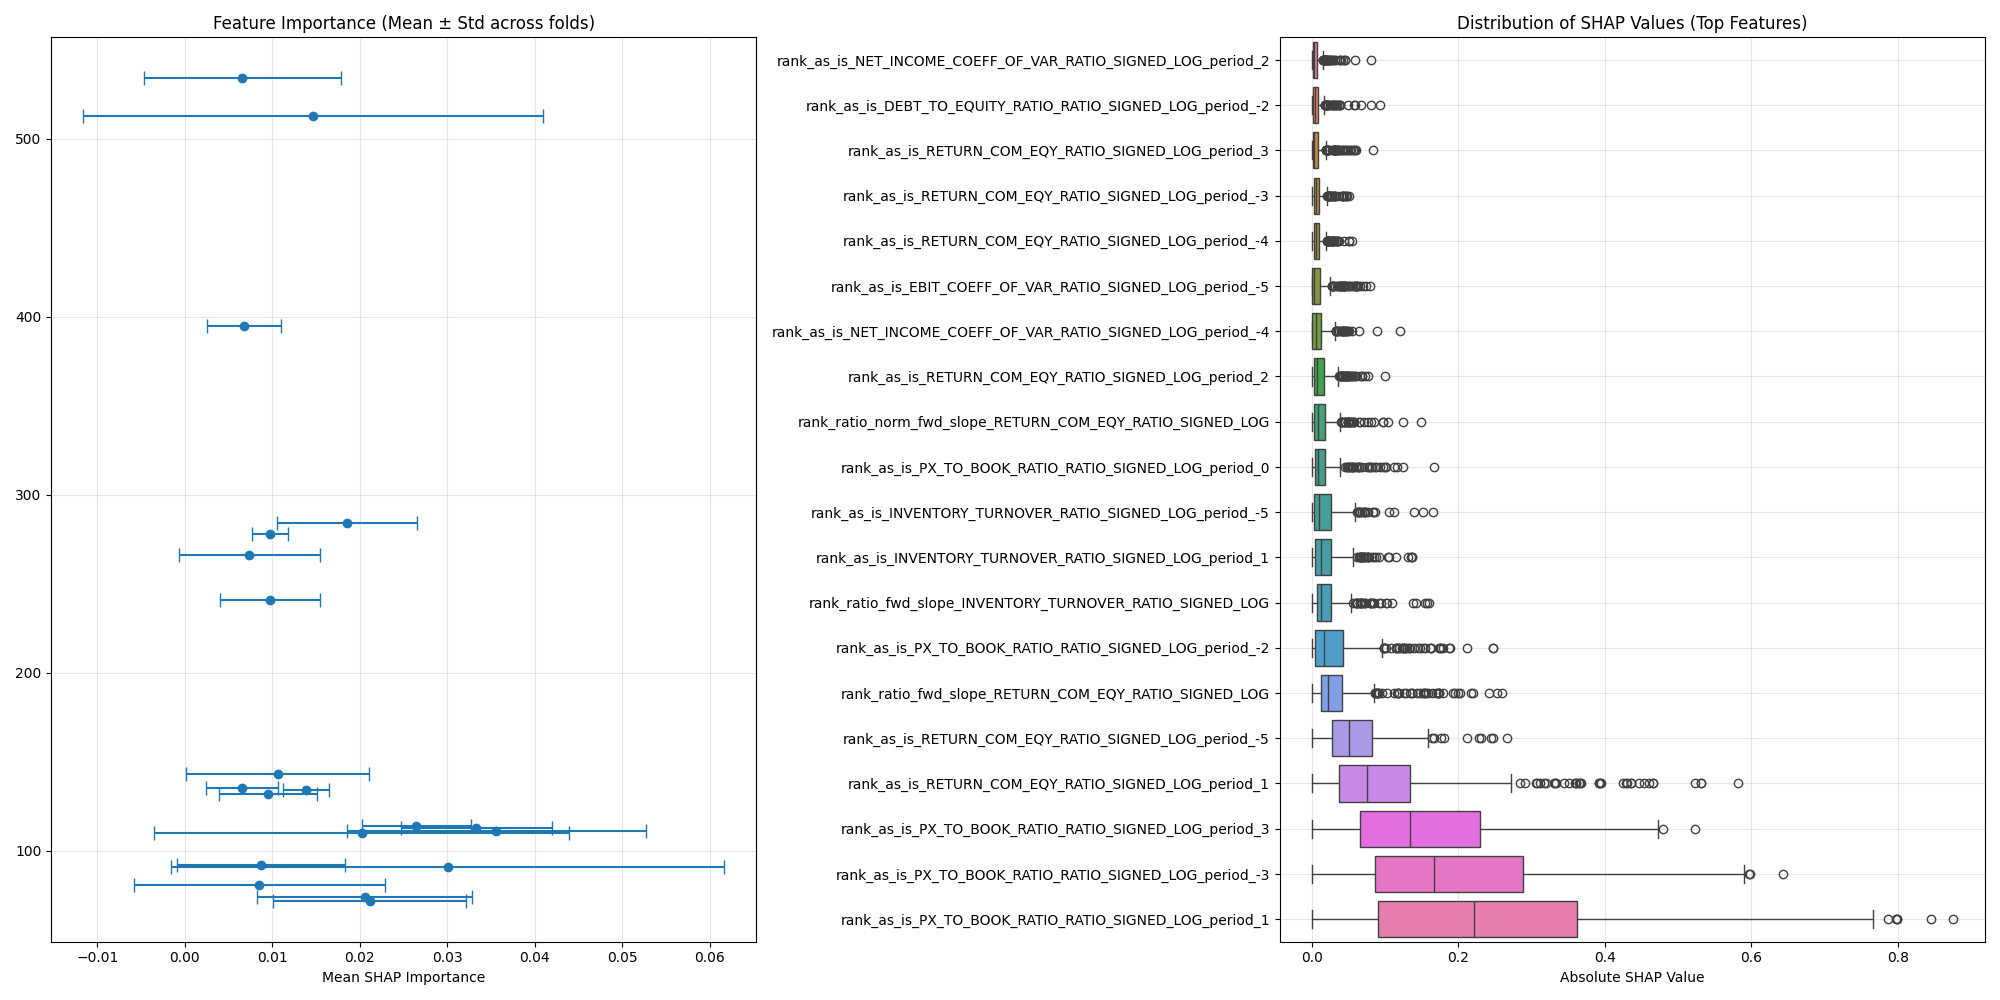 Feature Importance (Mean ± Std across folds)
500
400
300
200
100
−0.01
0.00
0.01
0.02
0.03
0.04
0.05
0.06
Mean SHAP Importance
Distribution of SHAP Values (Top Features)
rank_as_is_NET_INCOME_COEFF_OF_VAR_RATIO_SIGNED_LOG_period_2
rank_as_is_DEBT_TO_EQUITY_RATIO_RATIO_SIGNED_LOG_period_-2
rank_as_is_RETURN_COM_EQY_RATIO_SIGNED_LOG_period_3
rank_as_is_RETURN_COM_EQY_RATIO_SIGNED_LOG_period_-3
rank_as_is_RETURN_COM_EQY_RATIO_SIGNED_LOG_period_-4
rank_as_is_EBIT_COEFF_OF_VAR_RATIO_SIGNED_LOG_period_-5
rank_as_is_NET_INCOME_COEFF_OF_VAR_RATIO_SIGNED_LOG_period_-4
rank_as_is_RETURN_COM_EQY_RATIO_SIGNED_LOG_period_2
rank_ratio_norm_fwd_slope_RETURN_COM_EQY_RATIO_SIGNED_LOG
rank_as_is_PX_TO_BOOK_RATIO_RATIO_SIGNED_LOG_period_0
rank_as_is_INVENTORY_TURNOVER_RATIO_SIGNED_LOG_period_-5
rank_as_is_INVENTORY_TURNOVER_RATIO_SIGNED_LOG_period_1
rank_ratio_fwd_slope_INVENTORY_TURNOVER_RATIO_SIGNED_LOG
rank_as_is_PX_TO_BOOK_RATIO_RATIO_SIGNED_LOG_period_-2
rank_ratio_fwd_slope_RETURN_COM_EQY_RATIO_SIGNED_LOG
rank_as_is_RETURN_COM_EQY_RATIO_SIGNED_LOG_period_-5
rank_as_is_RETURN_COM_EQY_RATIO_SIGNED_LOG_period_1
rank_as_is_PX_TO_BOOK_RATIO_RATIO_SIGNED_LOG_period_3
rank_as_is_PX_TO_BOOK_RATIO_RATIO_SIGNED_LOG_period_-3
rank_as_is_PX_TO_BOOK_RATIO_RATIO_SIGNED_LOG_period_1
0.0
0.2
0.4
0.6
0.8
Absolute SHAP Value